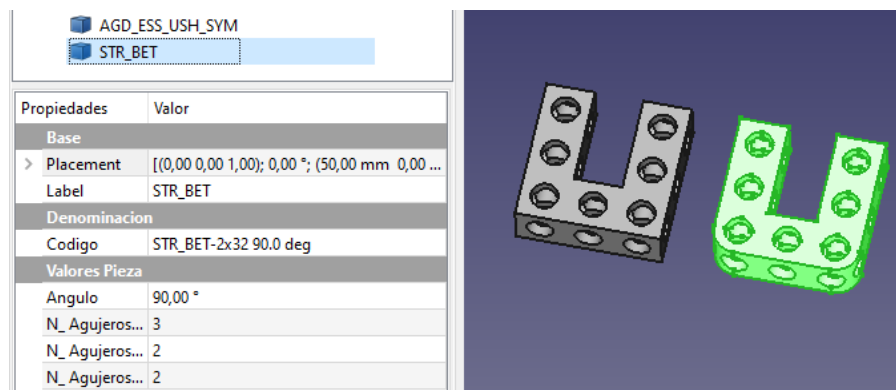 AGD_ESS_USH_SYM
STR_BET
Propiedades Valor
Base
Placement [(0,00 0,00 1,00); 0,00 °; (50,00 mm 0,00 ...
Label STR_BET
Denominacion
Codigo STR_BET-2x32 90.0 deg
Valores Pieza
Angulo 90,00 °
N_ Agujeros... 3
N_ Agujeros... 2
N_ Agujeros... 2